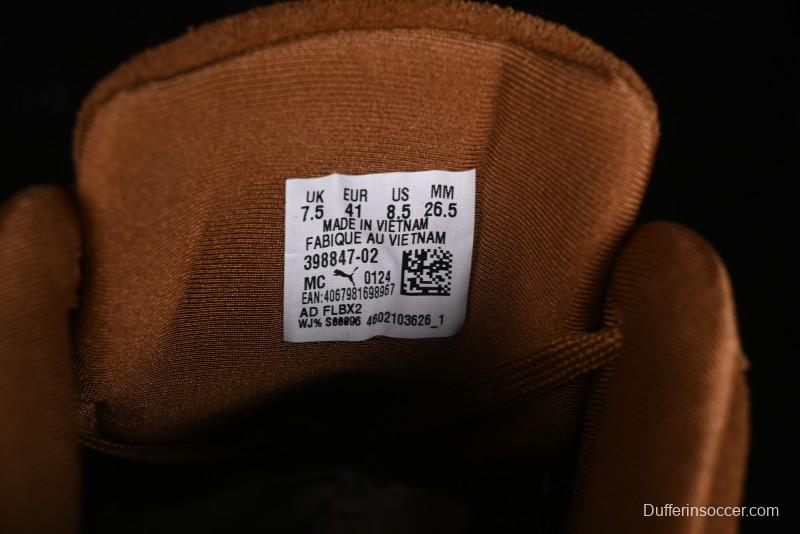 UK EUR US MM
7.5 41 8.5 26.5
MADE IN VIETNAM
FABIQUE AU VIETNAM
398847-02
MC 0124
EAN:4067981698967
AD FLBX2
WJ% 4602103626_1
Dufferinsoccer.com